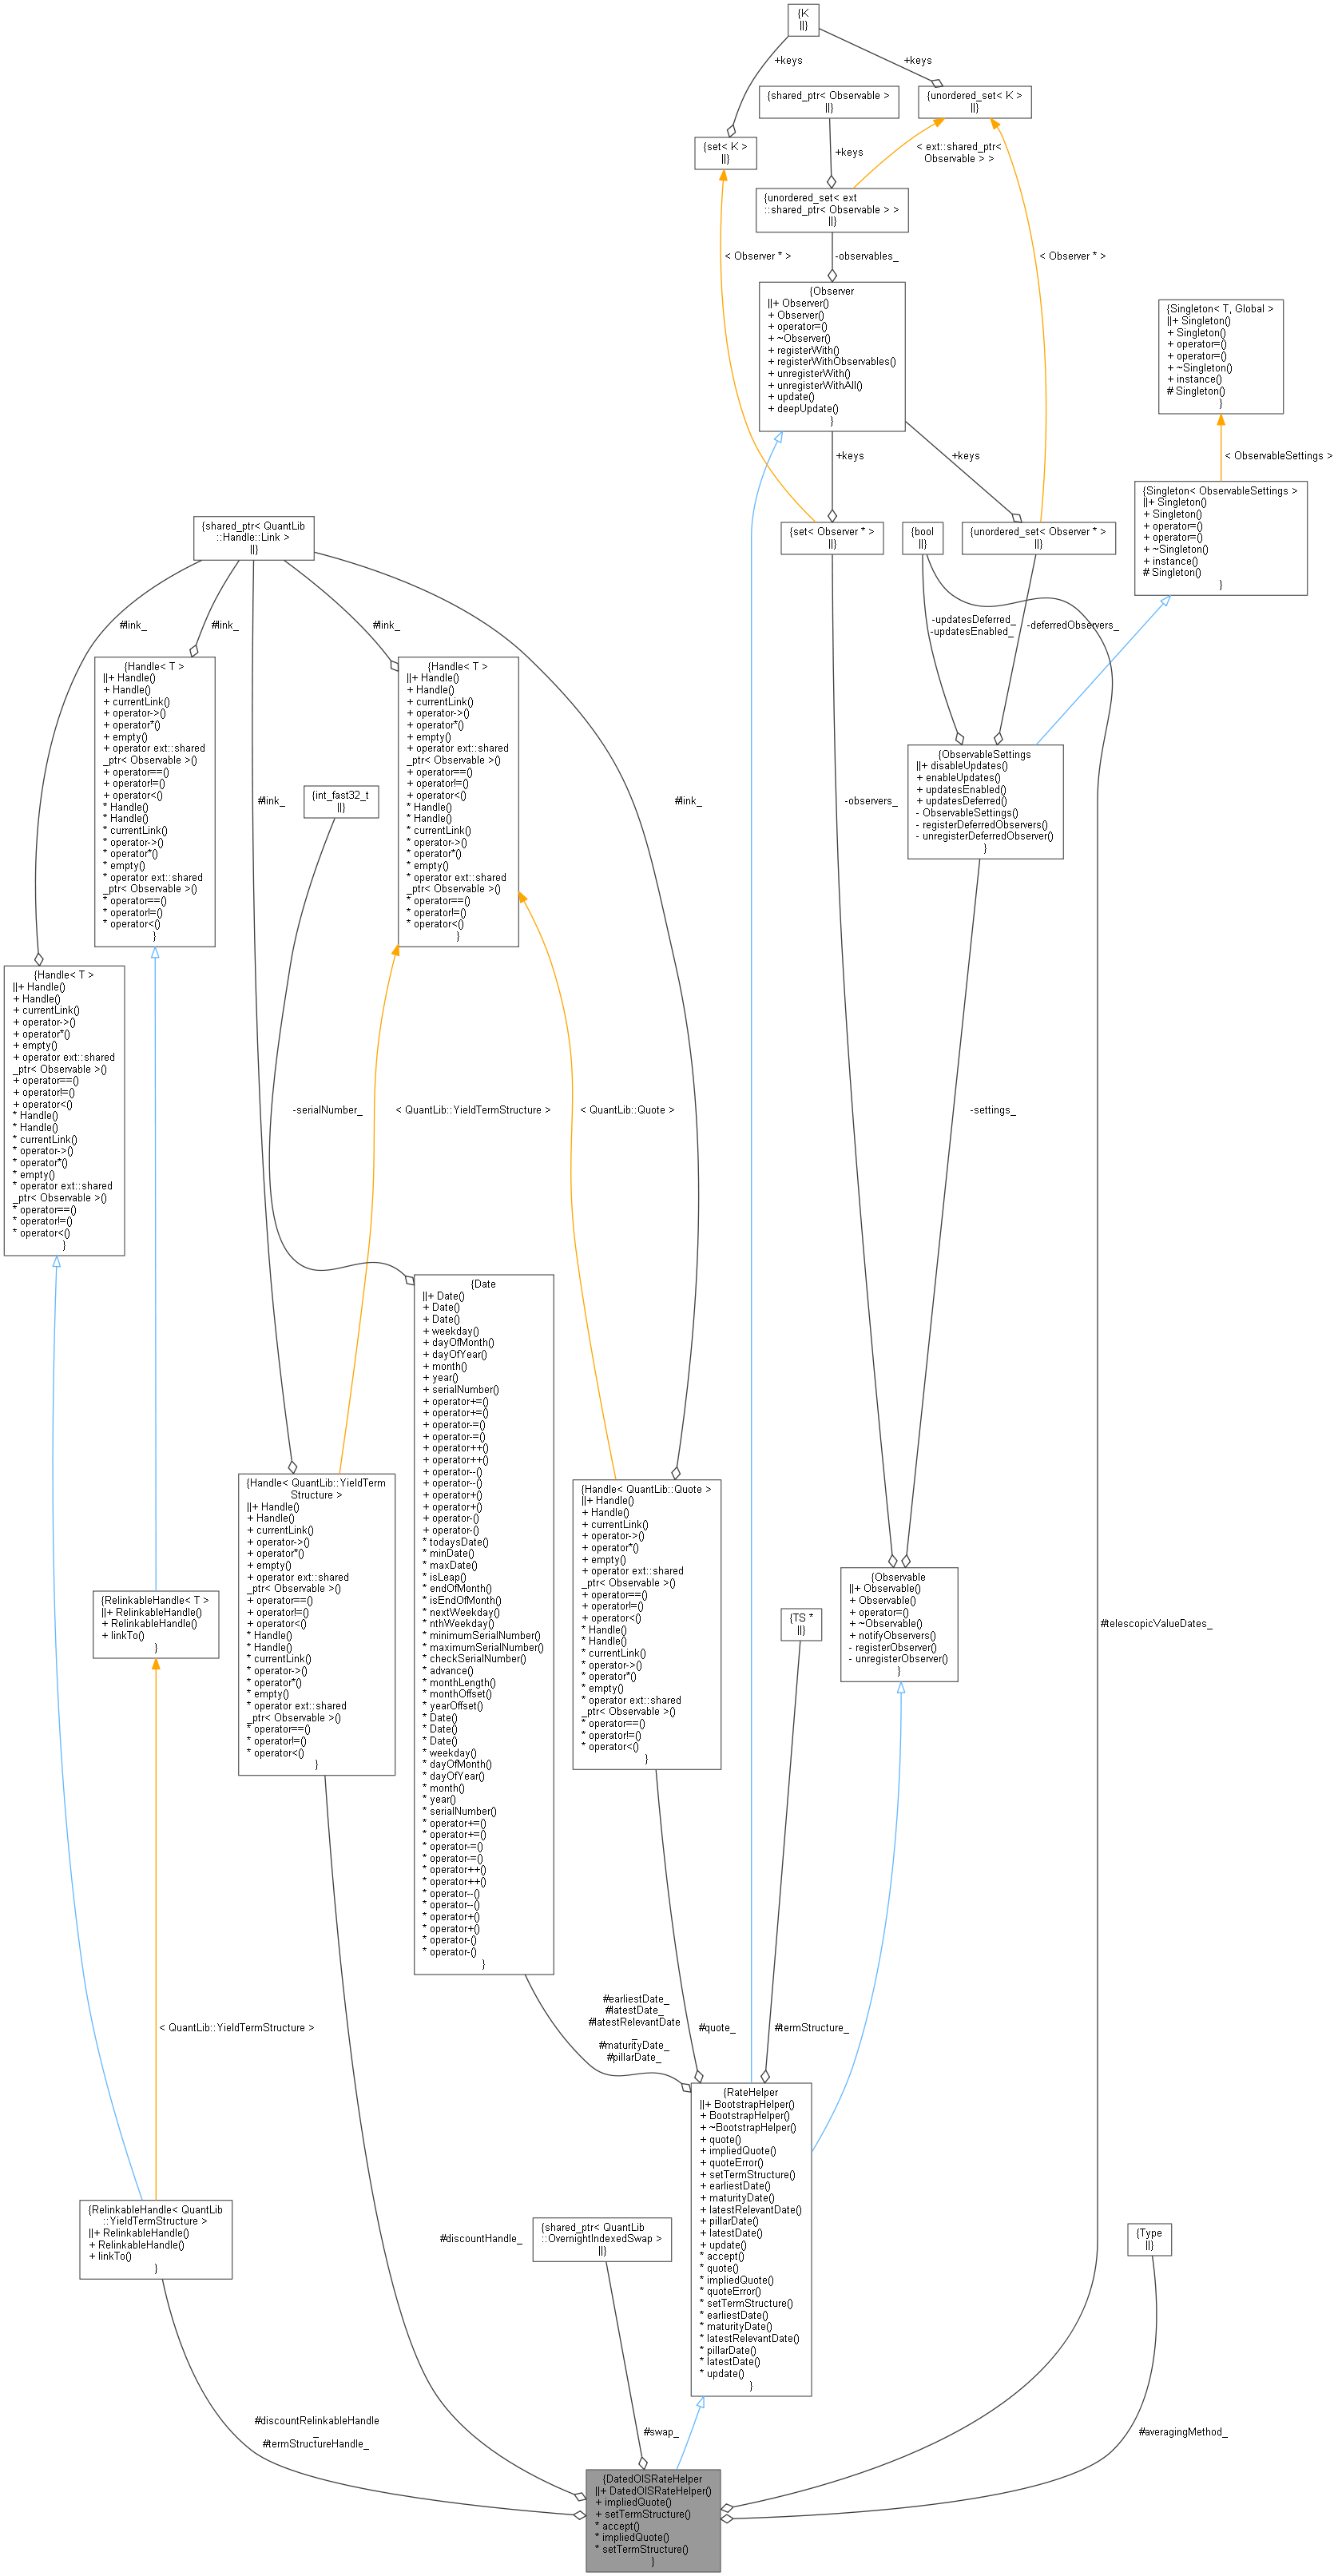 {K
||}
+keys
+keys
{shared_ptr< Observable >
||}
{unordered_set< K >
||}
{set< K >
||}
+keys
< ext::shared_ptr<
Observable > >
{unordered_set< ext
::shared_ptr< Observable > >
||}
< Observer * >
-observables_
< Observer * >
{Observer
||+ Observer()
+ Observer()
+ operator=()
+ ~Observer()
+ registerWith()
+ registerWithObservables()
+ unregisterWith()
+ unregisterWithAll()
+ update()
+ deepUpdate()
}
{Singleton< T, Global >
||+ Singleton()
+ Singleton()
+ operator=()
+ operator=()
+ ~Singleton()
+ instance()
# Singleton()
}
+keys
+keys
< ObservableSettings >
{Singleton< ObservableSettings >
||+ Singleton()
+ Singleton()
+ operator=()
+ operator=()
+ ~Singleton()
+ instance()
# Singleton()
}
{shared_ptr< QuantLib
::Handle::Link >
||}
{set< Observer * >
||}
{bool
||}
{unordered_set< Observer * >
||}
#link_
#link_
#link_
-updatesDeferred_
-updatesEnabled_
-deferredObservers_
{Handle< T >
||+ Handle()
+ Handle()
+ currentLink()
+ operator->()
+ operator*()
+ empty()
+ operator ext::shared
_ptr< Observable >()
+ operator==()
+ operator!=()
+ operator<()
* Handle()
* Handle()
* currentLink()
* operator->()
* operator*()
* empty()
* operator ext::shared
_ptr< Observable >()
* operator==()
* operator!=()
* operator<()
}
{Handle< T >
||+ Handle()
+ Handle()
+ currentLink()
+ operator->()
+ operator*()
+ empty()
+ operator ext::shared
_ptr< Observable >()
+ operator==()
+ operator!=()
+ operator<()
* Handle()
* Handle()
* currentLink()
* operator->()
* operator*()
* empty()
* operator ext::shared
_ptr< Observable >()
* operator==()
* operator!=()
* operator<()
}
#link_
{int_fast32_t
||}
#link_
-observers_
{ObservableSettings
||+ disableUpdates()
+ enableUpdates()
+ updatesEnabled()
+ updatesDeferred()
- ObservableSettings()
- registerDeferredObservers()
- unregisterDeferredObserver()
}
{Handle< T >
||+ Handle()
+ Handle()
+ currentLink()
+ operator->()
+ operator*()
+ empty()
+ operator ext::shared
_ptr< Observable >()
+ operator==()
+ operator!=()
+ operator<()
* Handle()
* Handle()
* currentLink()
* operator->()
* operator*()
* empty()
* operator ext::shared
_ptr< Observable >()
* operator==()
* operator!=()
* operator<()
}
-serialNumber_
< QuantLib::YieldTermStructure >
< QuantLib::Quote >
-settings_
{Date
||+ Date()
+ Date()
+ Date()
+ weekday()
+ dayOfMonth()
+ dayOfYear()
+ month()
+ year()
+ serialNumber()
+ operator+=()
+ operator+=()
+ operator-=()
+ operator-=()
+ operator++()
+ operator++()
+ operator--()
+ operator--()
+ operator+()
+ operator+()
+ operator-()
+ operator-()
* todaysDate()
* minDate()
* maxDate()
* isLeap()
* endOfMonth()
* isEndOfMonth()
* nextWeekday()
* nthWeekday()
* minimumSerialNumber()
* maximumSerialNumber()
* checkSerialNumber()
* advance()
* monthLength()
* monthOffset()
* yearOffset()
* Date()
* Date()
* Date()
* weekday()
* dayOfMonth()
* dayOfYear()
* month()
* year()
* serialNumber()
* operator+=()
* operator+=()
* operator-=()
* operator-=()
* operator++()
* operator++()
* operator--()
* operator--()
* operator+()
* operator+()
* operator-()
* operator-()
}
{Handle< QuantLib::YieldTerm
Structure >
||+ Handle()
+ Handle()
+ currentLink()
+ operator->()
+ operator*()
+ empty()
+ operator ext::shared
_ptr< Observable >()
+ operator==()
+ operator!=()
+ operator<()
* Handle()
* Handle()
* currentLink()
* operator->()
* operator*()
* empty()
* operator ext::shared
_ptr< Observable >()
* operator==()
* operator!=()
* operator<()
}
{Handle< QuantLib::Quote >
||+ Handle()
+ Handle()
+ currentLink()
+ operator->()
+ operator*()
+ empty()
+ operator ext::shared
_ptr< Observable >()
+ operator==()
+ operator!=()
+ operator<()
* Handle()
* Handle()
* currentLink()
* operator->()
* operator*()
* empty()
* operator ext::shared
_ptr< Observable >()
* operator==()
* operator!=()
* operator<()
}
{RelinkableHandle< T >
||+ RelinkableHandle()
+ RelinkableHandle()
+ linkTo()
}
{TS *
||}
{Observable
||+ Observable()
+ Observable()
+ operator=()
+ ~Observable()
+ notifyObservers()
- registerObserver()
- unregisterObserver()
}
#telescopicValueDates_
< QuantLib::YieldTermStructure >
#earliestDate_
#latestDate_
#latestRelevantDate
_
#maturityDate_
#pillarDate_
#quote_
#termStructure_
{RateHelper
||+ BootstrapHelper()
+ BootstrapHelper()
+ ~BootstrapHelper()
+ quote()
+ impliedQuote()
+ quoteError()
+ setTermStructure()
+ earliestDate()
+ maturityDate()
+ latestRelevantDate()
+ pillarDate()
+ latestDate()
+ update()
* accept()
* quote()
* impliedQuote()
* quoteError()
* setTermStructure()
* earliestDate()
* maturityDate()
* latestRelevantDate()
* pillarDate()
* latestDate()
* update()
}
{RelinkableHandle< QuantLib
::YieldTermStructure >
||+ RelinkableHandle()
+ RelinkableHandle()
+ linkTo()
}
#discountHandle_
{shared_ptr< QuantLib
::OvernightIndexedSwap >
||}
{Type
||}
#discountRelinkableHandle
_
#termStructureHandle_
#swap_
#averagingMethod_
{DatedOISRateHelper
||+ DatedOISRateHelper()
+ impliedQuote()
+ setTermStructure()
* accept()
* impliedQuote()
* setTermStructure()
}